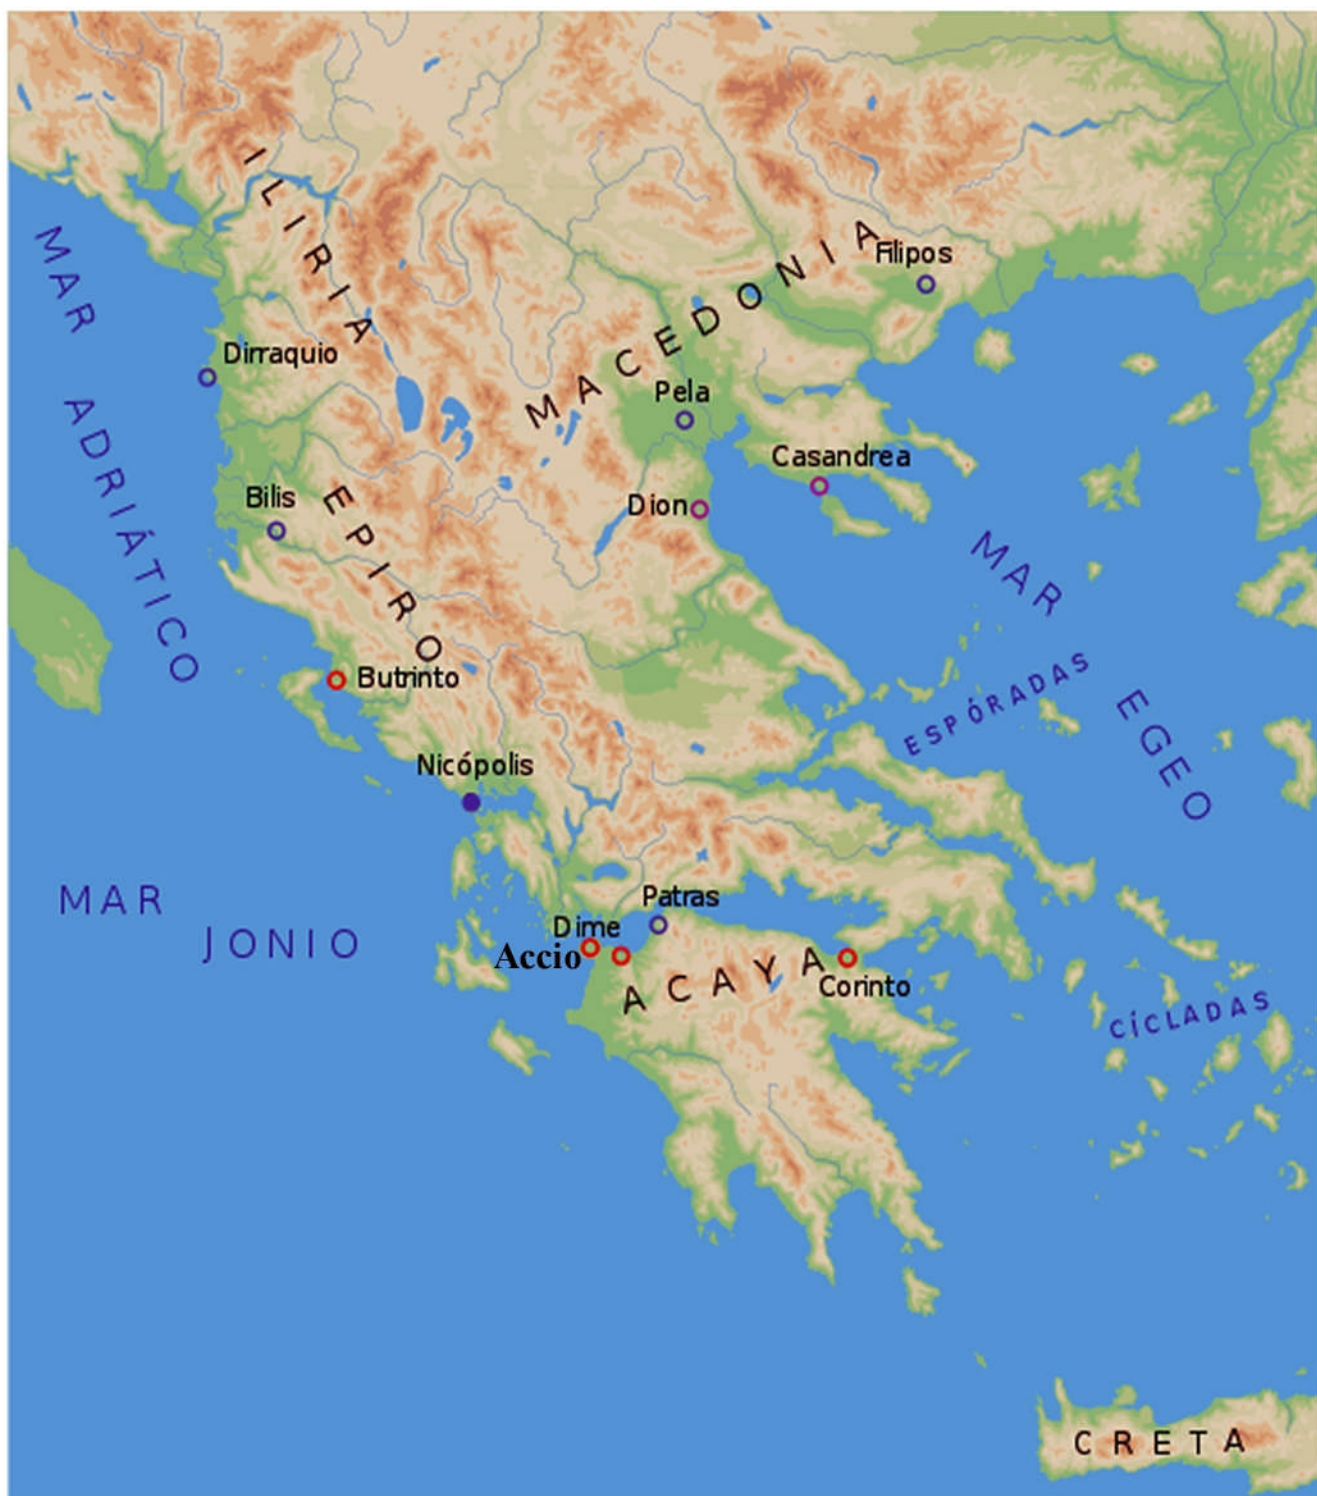 ILIRIA
MAR ADRIÁTICO
MACEDONIA
Filipos
Dirraquio
Pela
Casandrea
Bilis
Dion
EPIRO
MAR EGEO
Butrinto
ESPÓRADAS
Nicópolis
MAR
JONIO
Patras
Dime
Accio
ACAYA
Corinto
CÍCLADAS
CRETA